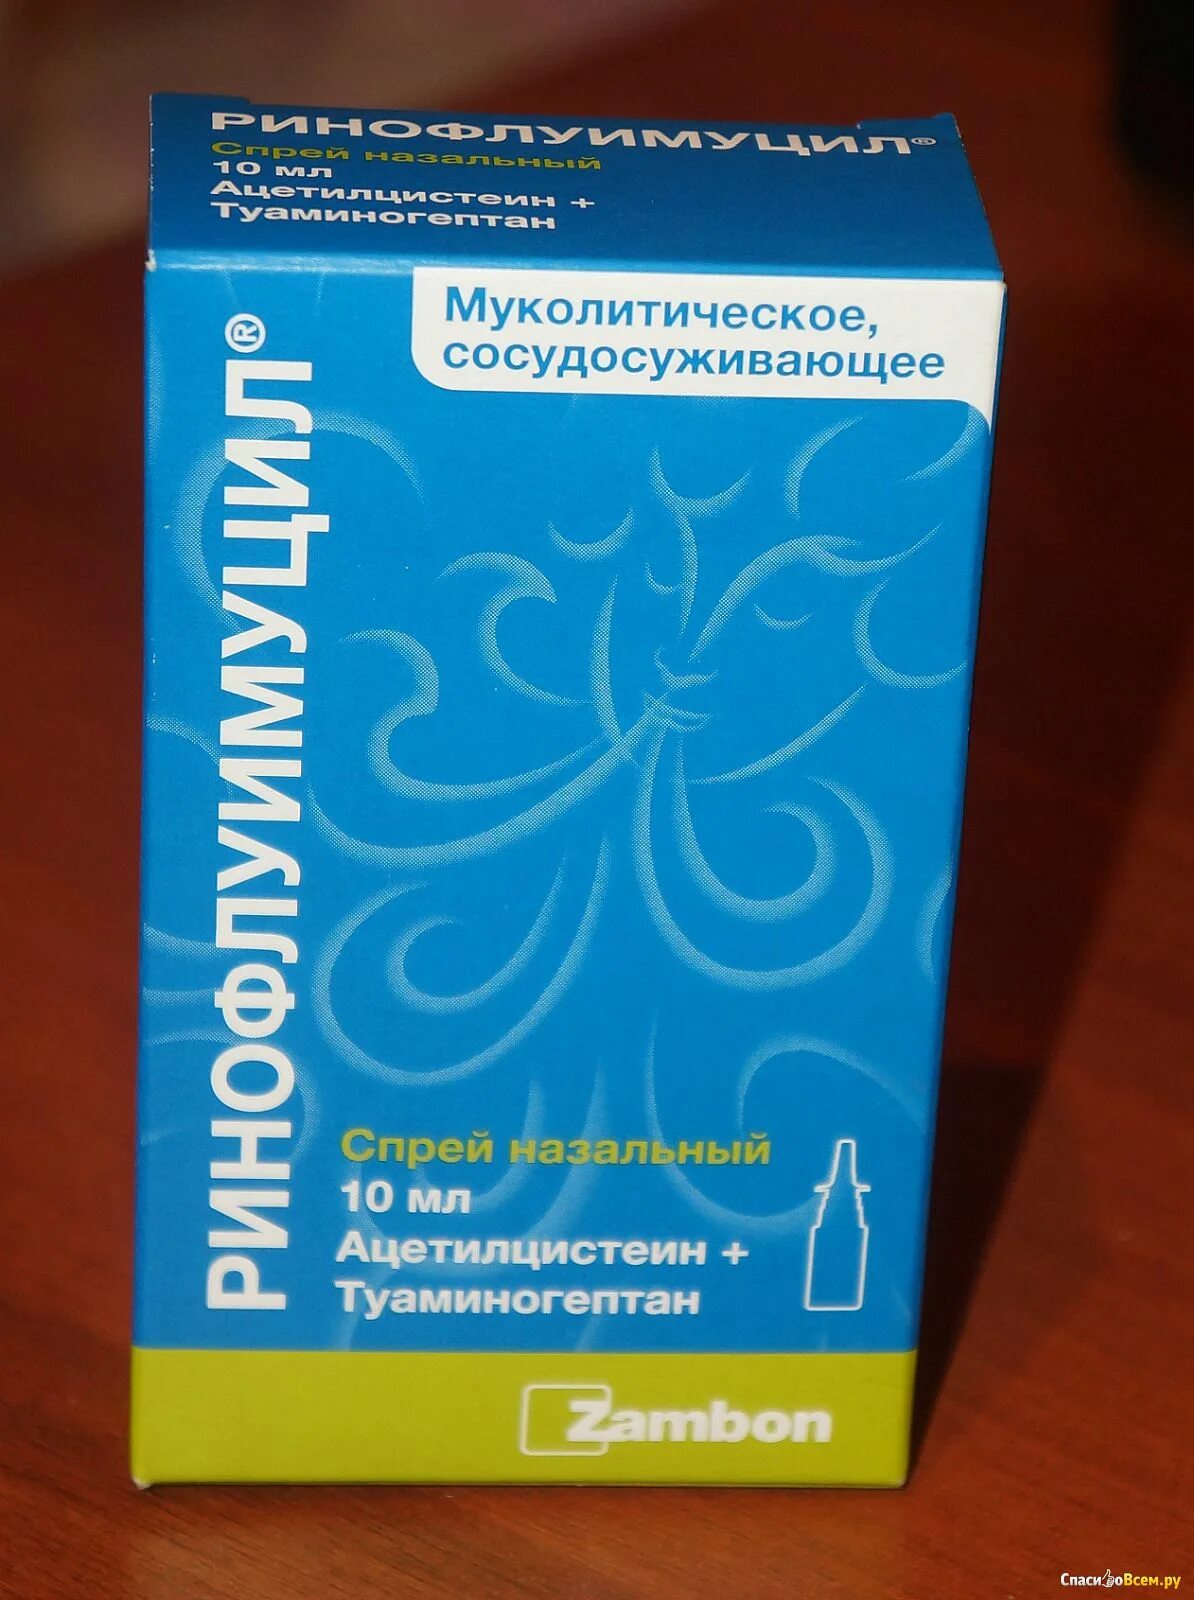 РИНОФЛУИМУЦИЛ®
Спрей назальный
10 мл
Ацетилцистеин +
Туаминогептан
Муколитическое,
сосудосуживающее
РИНОФЛУИМУЦИЛ®
Спрей назальный
10 мл
Ацетилцистеин +
Туаминогептан
Zambon
СпасибоВсем.ру